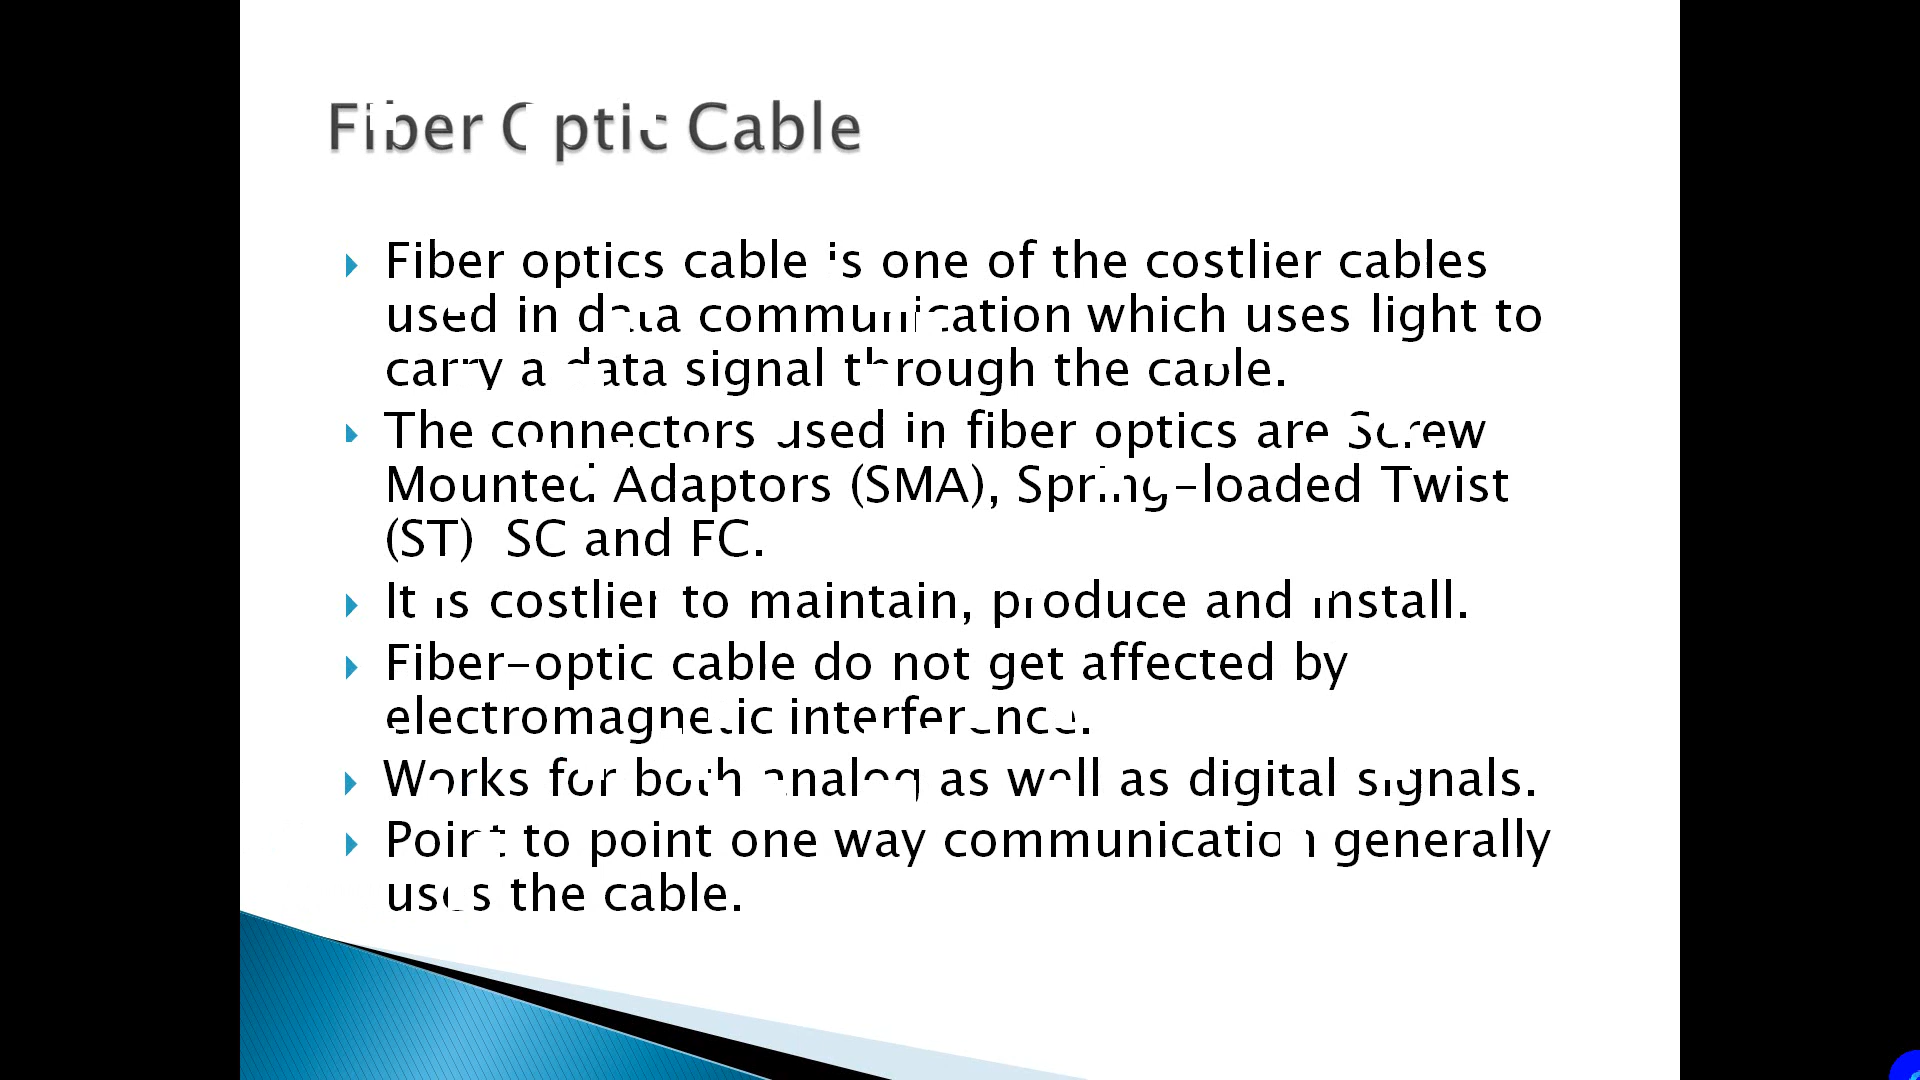 Fiber Optic Cable
Fiber optics cable is one of the costlier cables
used in data communication which uses light to
carry a data signal through the cable.
The connectors used in fiber optics are Screw
Mounted Adaptors (SMA), Spring-loaded Twist
(ST) SC and FC.
It is costlier to maintain, produce and install.
Fiber-optic cable do not get affected by
electromagnetic interference.
Works for both analog as well as digital signals.
Point to point one way communication generally
uses the cable.